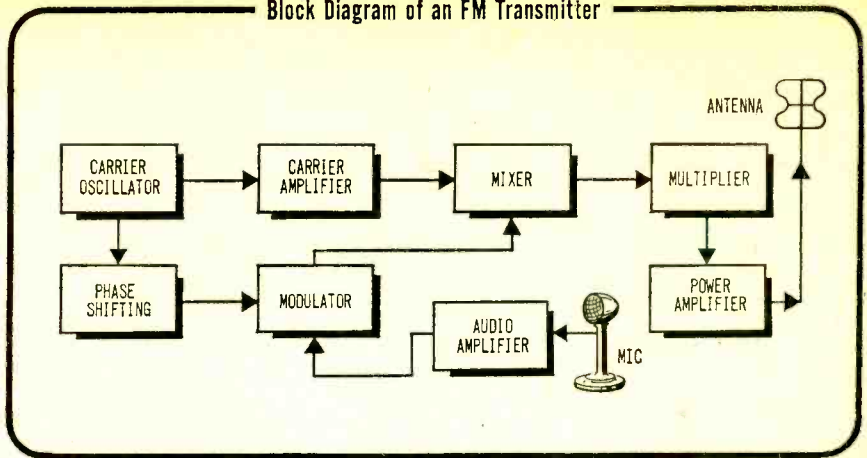 Block Diagram of an FM Transmitter
ANTENNA
CARRIER
OSCILLATOR
CARRIER
AMPLIFIER
MIXER
MULTIPLIER
PHASE
SHIFTING
MODULATOR
AUDIO
AMPLIFIER
MIC
POWER
AMPLIFIER